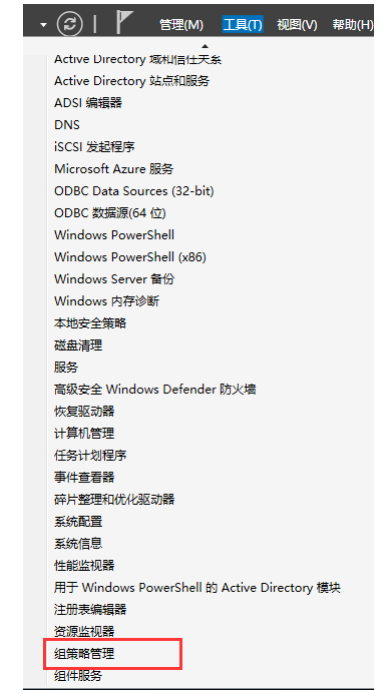 管理(M) 工具(T) 视图(V) 帮助(H)
Active Directory 域和信任关系
Active Directory 站点和服务
ADSI 编辑器
DNS
iSCSI 发起程序
Microsoft Azure 服务
ODBC Data Sources (32-bit)
ODBC 数据源(64 位)
Windows PowerShell
Windows PowerShell (x86)
Windows Server 备份
Windows 内存诊断
本地安全策略
磁盘清理
服务
高级安全 Windows Defender 防火墙
恢复驱动器
计算机管理
任务计划程序
事件查看器
碎片整理和优化驱动器
系统配置
系统信息
性能监视器
用于 Windows PowerShell 的 Active Directory 模块
注册表编辑器
资源监视器
组策略管理
组件服务